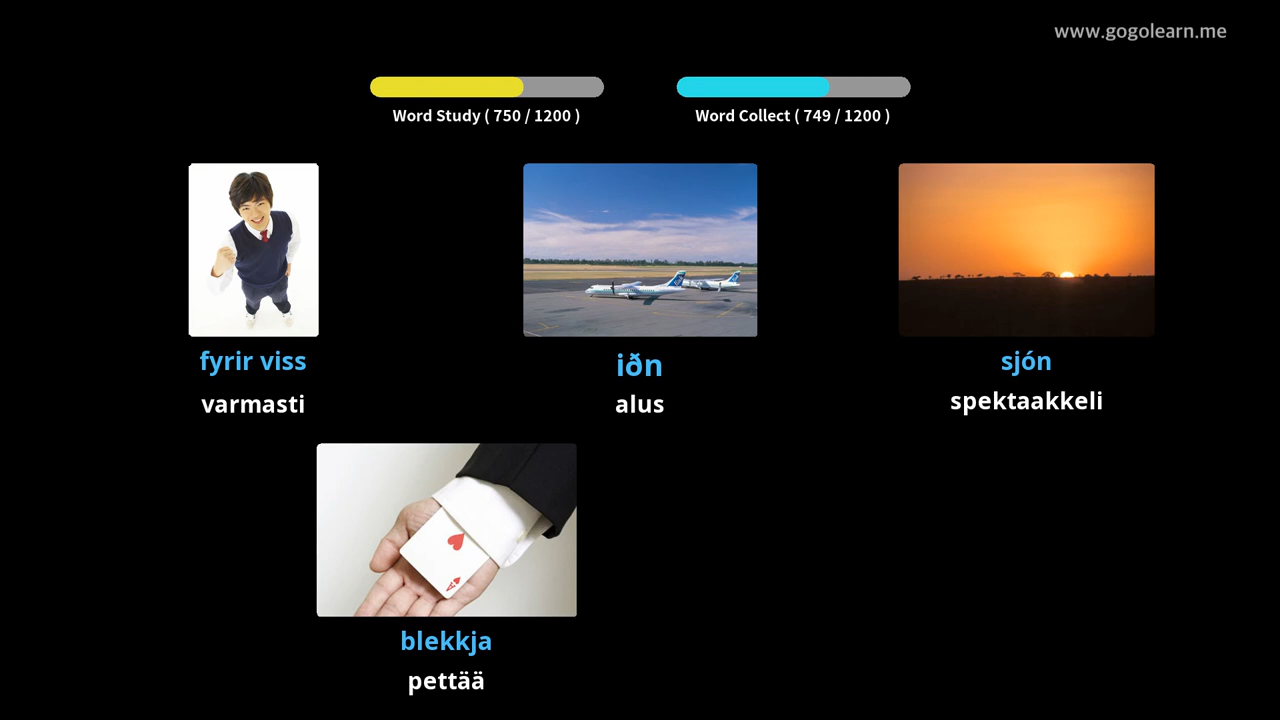 www.gogolearn.me
Word Study ( 750 / 1200 )
Word Collect ( 749 / 1200 )
fyrir viss
varmasti
iðn
alus
sjón
spektaakkeli
A
blekkja
pettää